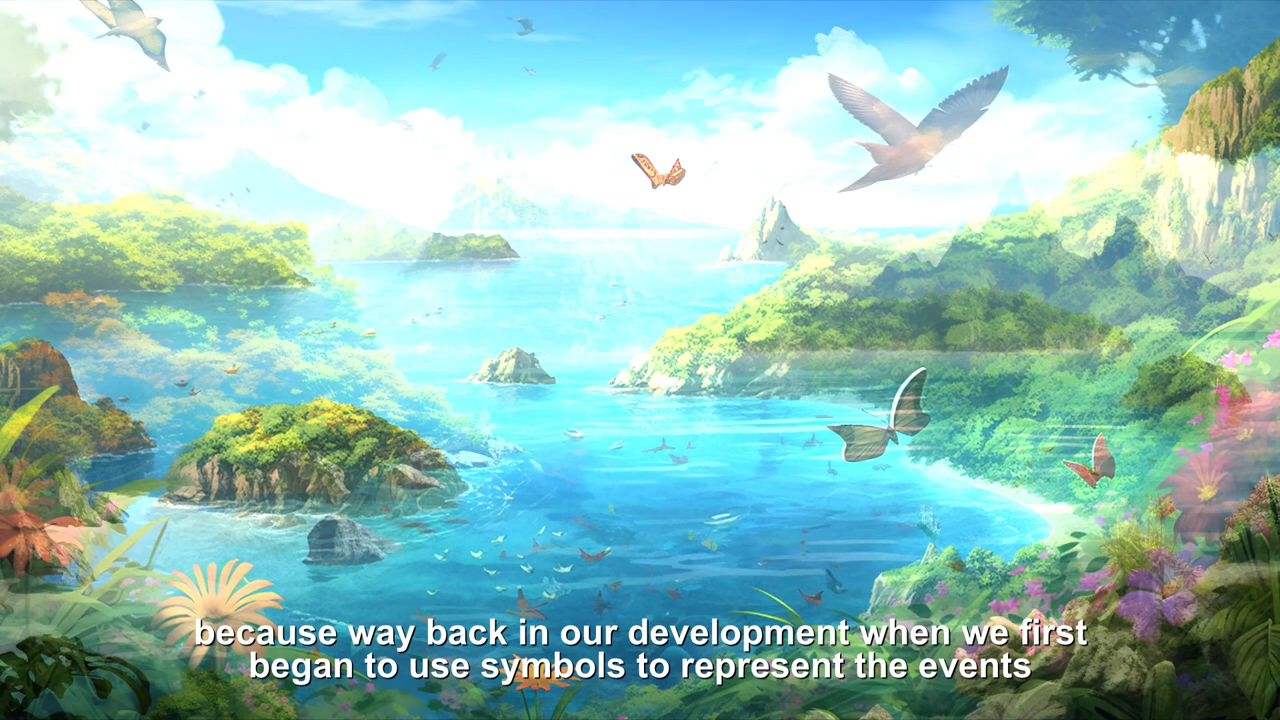 because way back in our development when we first
began to use symbols to represent the events